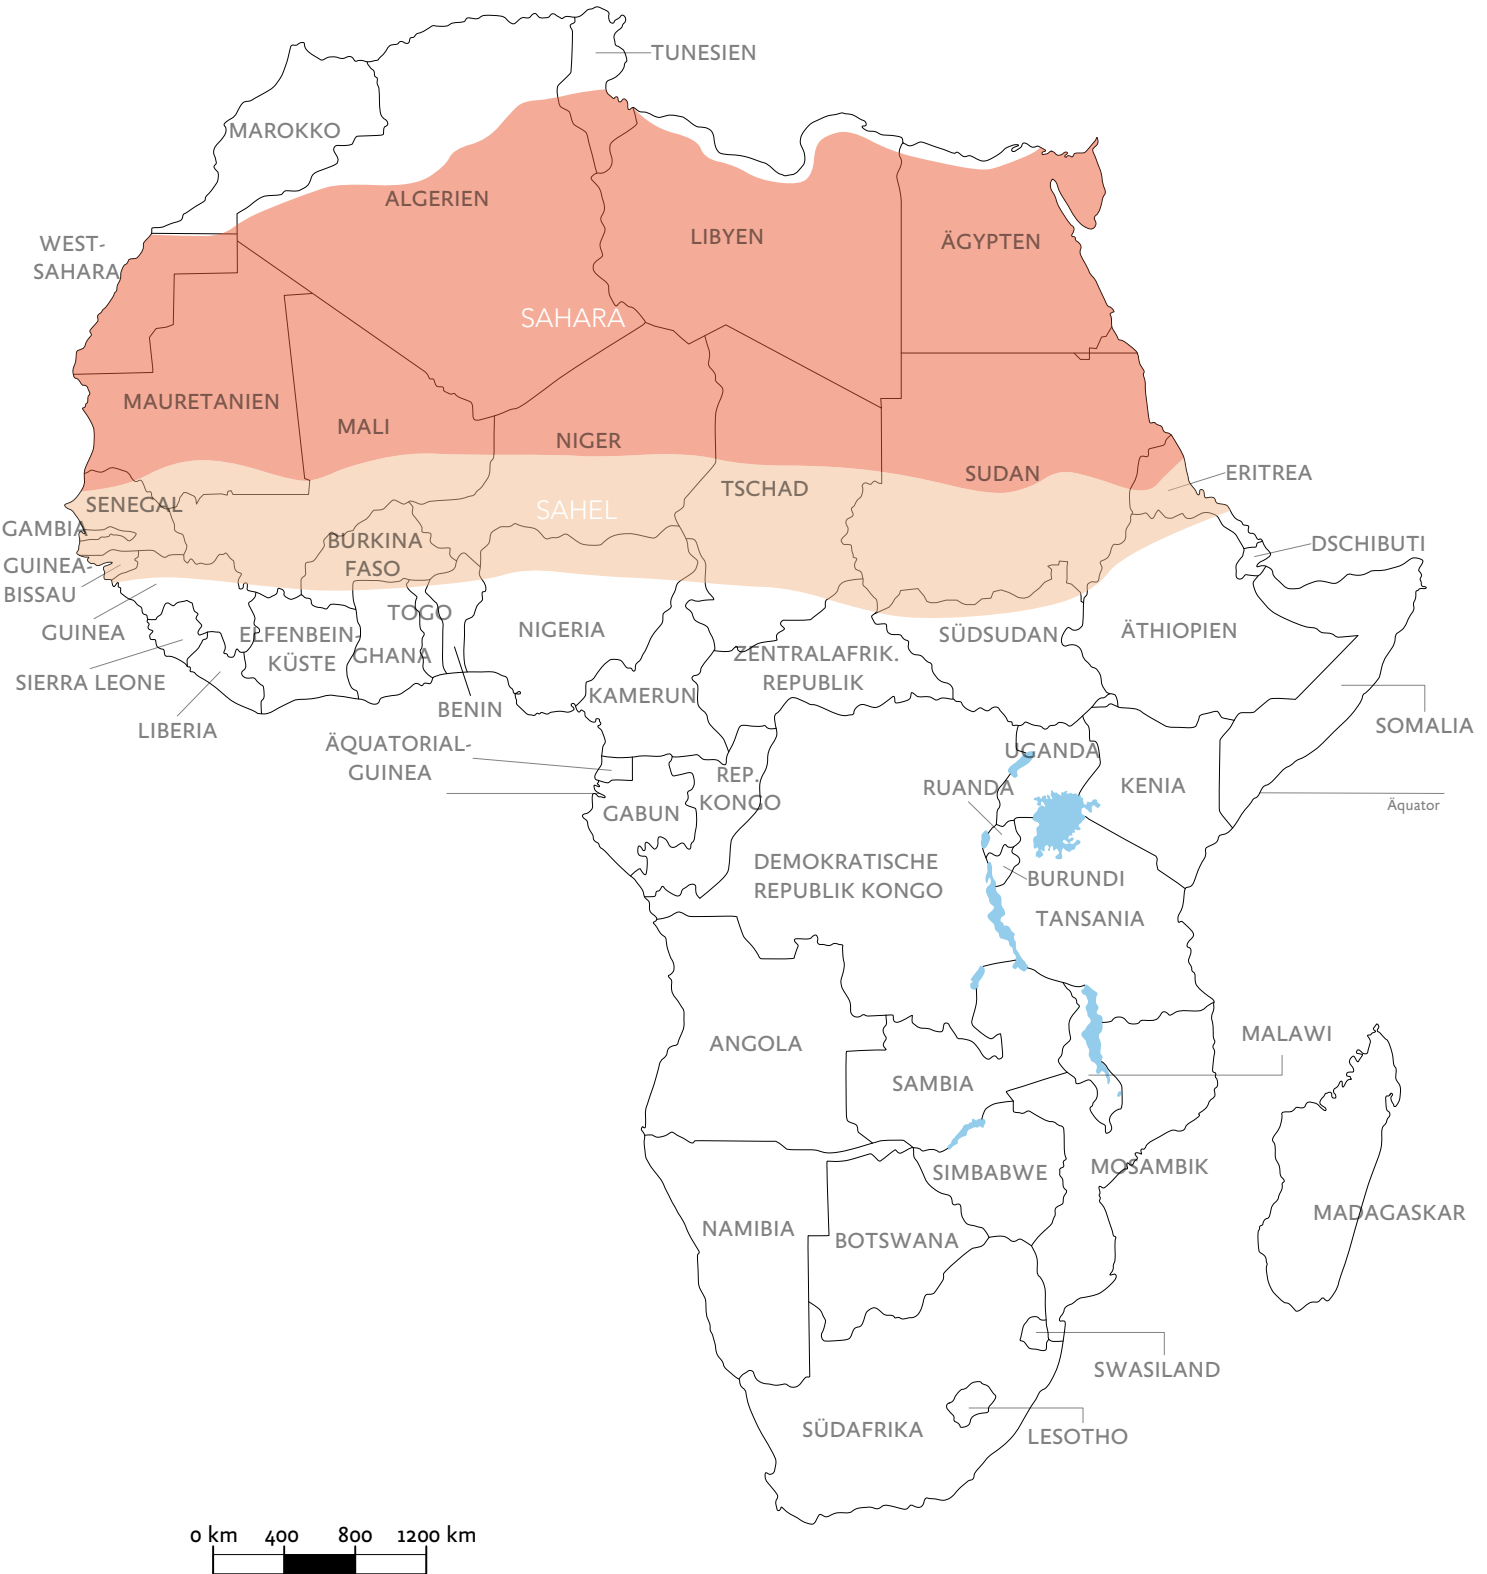 TUNESIEN
MAROKKO
ALGERIEN
LIBYEN
ÄGYPTEN
WEST-
SAHARA
SAHARA
MAURETANIEN
MALI
NIGER
TSCHAD
SUDAN
ERITREA
SENEGAL
SAHEL
GAMBIA
BURKINA
FASO
DSCHIBUTI
GUINEA-
BISSAU
GUINEA
TOGO
ELFENBEIN-
KÜSTE
GHANA
NIGERIA
SÜDSUDAN
ÄTHIOPIEN
ZENTRALAFRIK.
REPUBLIK
SIERRA LEONE
KAMERUN
BENIN
LIBERIA
SOMALIA
ÄQUATORIAL-
GUINEA
UGANDA
REP.
KONGO
RUANDA
KENIA
Äquator
GABUN
DEMOKRATISCHE
REPUBLIK KONGO
BURUNDI
TANSANIA
ANGOLA
MALAWI
SAMBIA
SIMBABWE
MOSAMBIK
MADAGASKAR
NAMIBIA
BOTSWANA
SWASILAND
SÜDAFRIKA
LESOTHO
0 km 400 800 1200 km